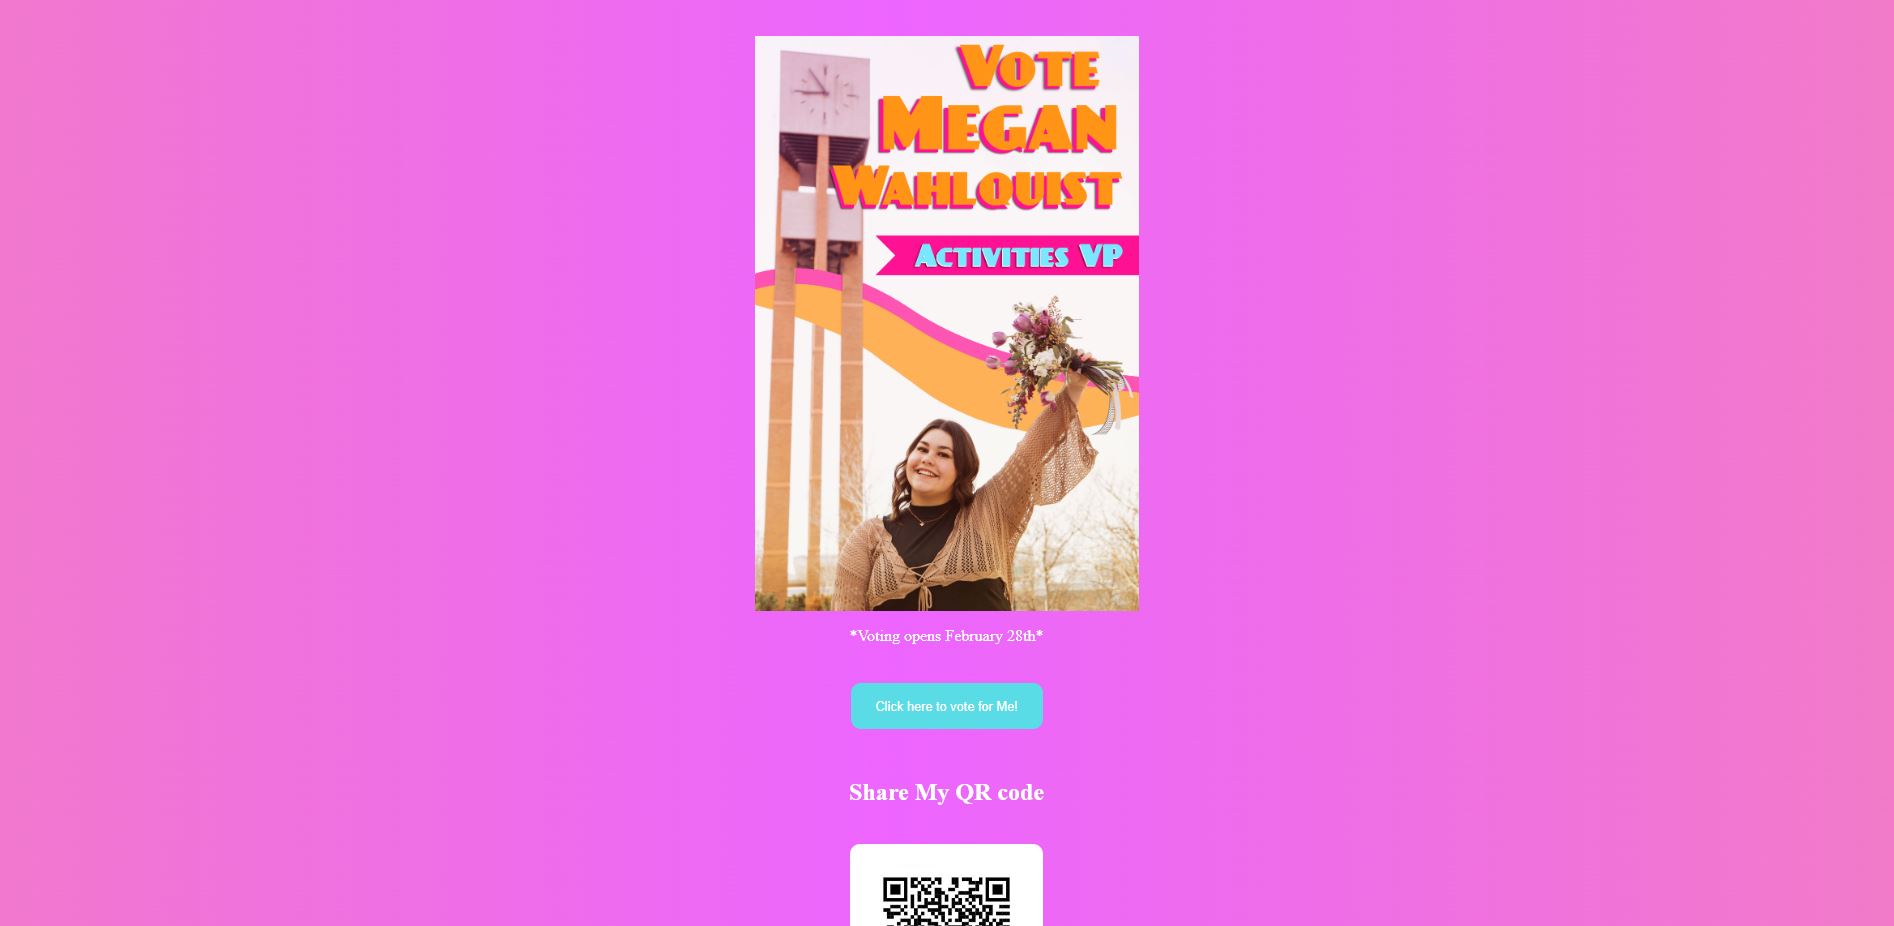 VOTE
MEGAN
WAHLQUIST
ACTIVITIES VP
*Voting opens February 28th*
Click here to vote for Me!
Share My QR code